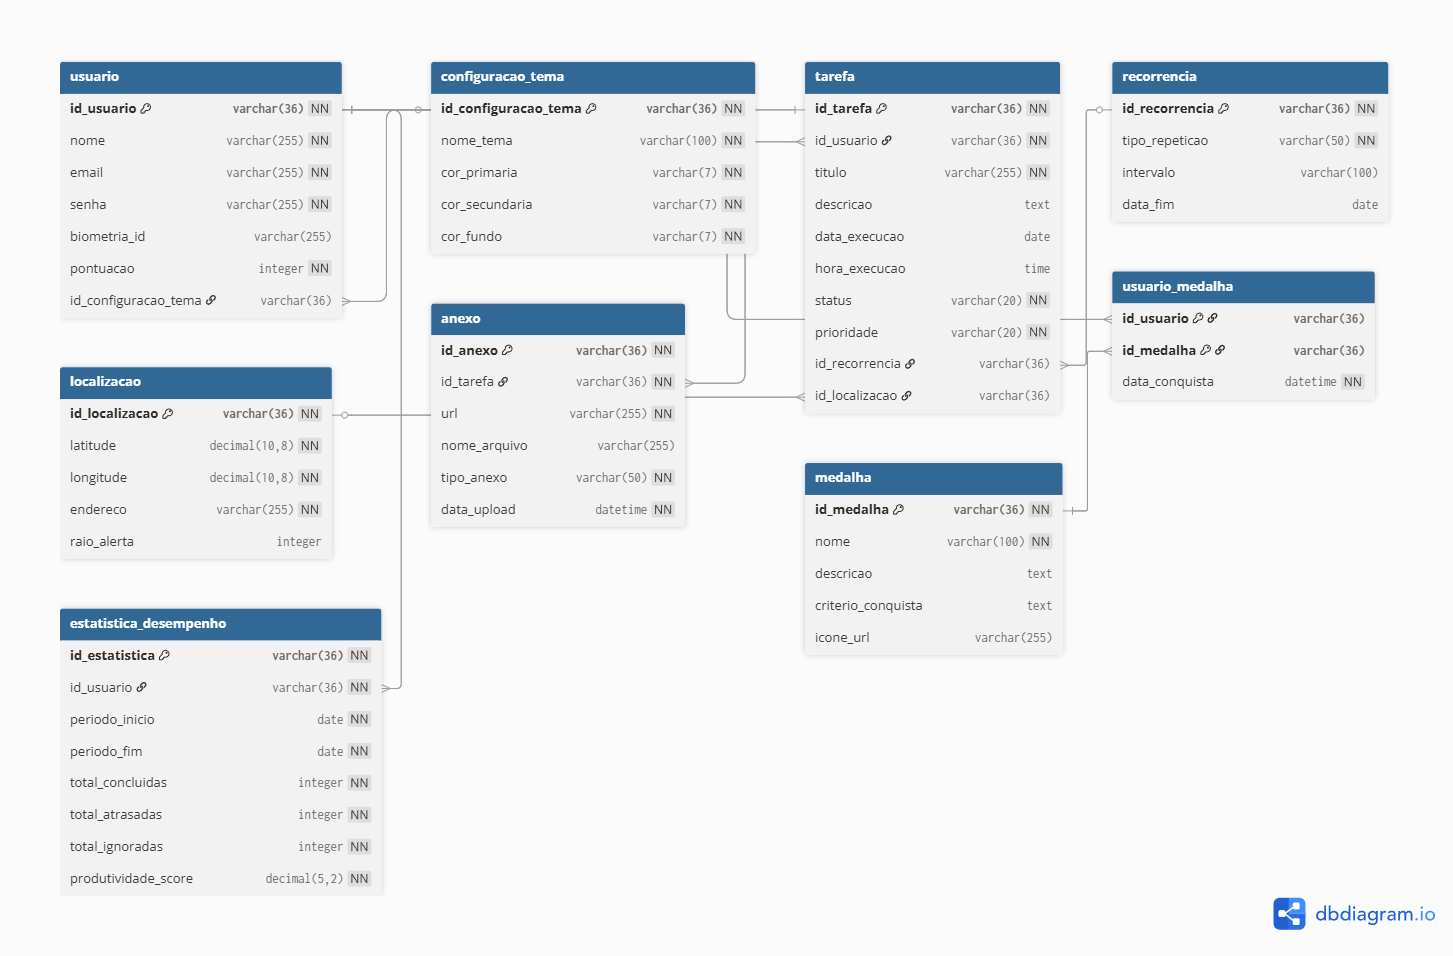 usuario
id_usuario varchar(36) NN
nome varchar(255) NN
email varchar(255) NN
senha varchar(255) NN
biometria_id varchar(255)
pontuacao integer NN
id_configuracao_tema varchar(36)
configuracao_tema
id_configuracao_tema varchar(36) NN
nome_tema varchar(100) NN
cor_primaria varchar(7) NN
cor_secundaria varchar(7) NN
cor_fundo varchar(7) NN
tarefa
id_tarefa varchar(36) NN
id_usuario varchar(36) NN
titulo varchar(255) NN
descricao text
data_execucao date
hora_execucao time
status varchar(20) NN
prioridade varchar(20) NN
id_recorrencia varchar(36)
id_localizacao varchar(36)
recorrencia
id_recorrencia varchar(36) NN
tipo_repeticao varchar(50) NN
intervalo varchar(100)
data_fim date
usuario_medalha
id_usuario varchar(36)
id_medalha varchar(36)
data_conquista datetime NN
anexo
id_anexo varchar(36) NN
id_tarefa varchar(36) NN
url varchar(255) NN
nome_arquivo varchar(255)
tipo_anexo varchar(50) NN
data_upload datetime NN
localizacao
id_localizacao varchar(36) NN
latitude decimal(10,8) NN
longitude decimal(10,8) NN
endereco varchar(255) NN
raio_alerta integer
medalha
id_medalha varchar(36) NN
nome varchar(100) NN
descricao text
criterio_conquista text
icone_url varchar(255)
estatistica_desempenho
id_estatistica varchar(36) NN
id_usuario varchar(36) NN
periodo_inicio date NN
periodo_fim date NN
total_concluidas integer NN
total_atrasadas integer NN
total_ignoradas integer NN
produtividade_score decimal(5,2) NN
dbdiagram.io